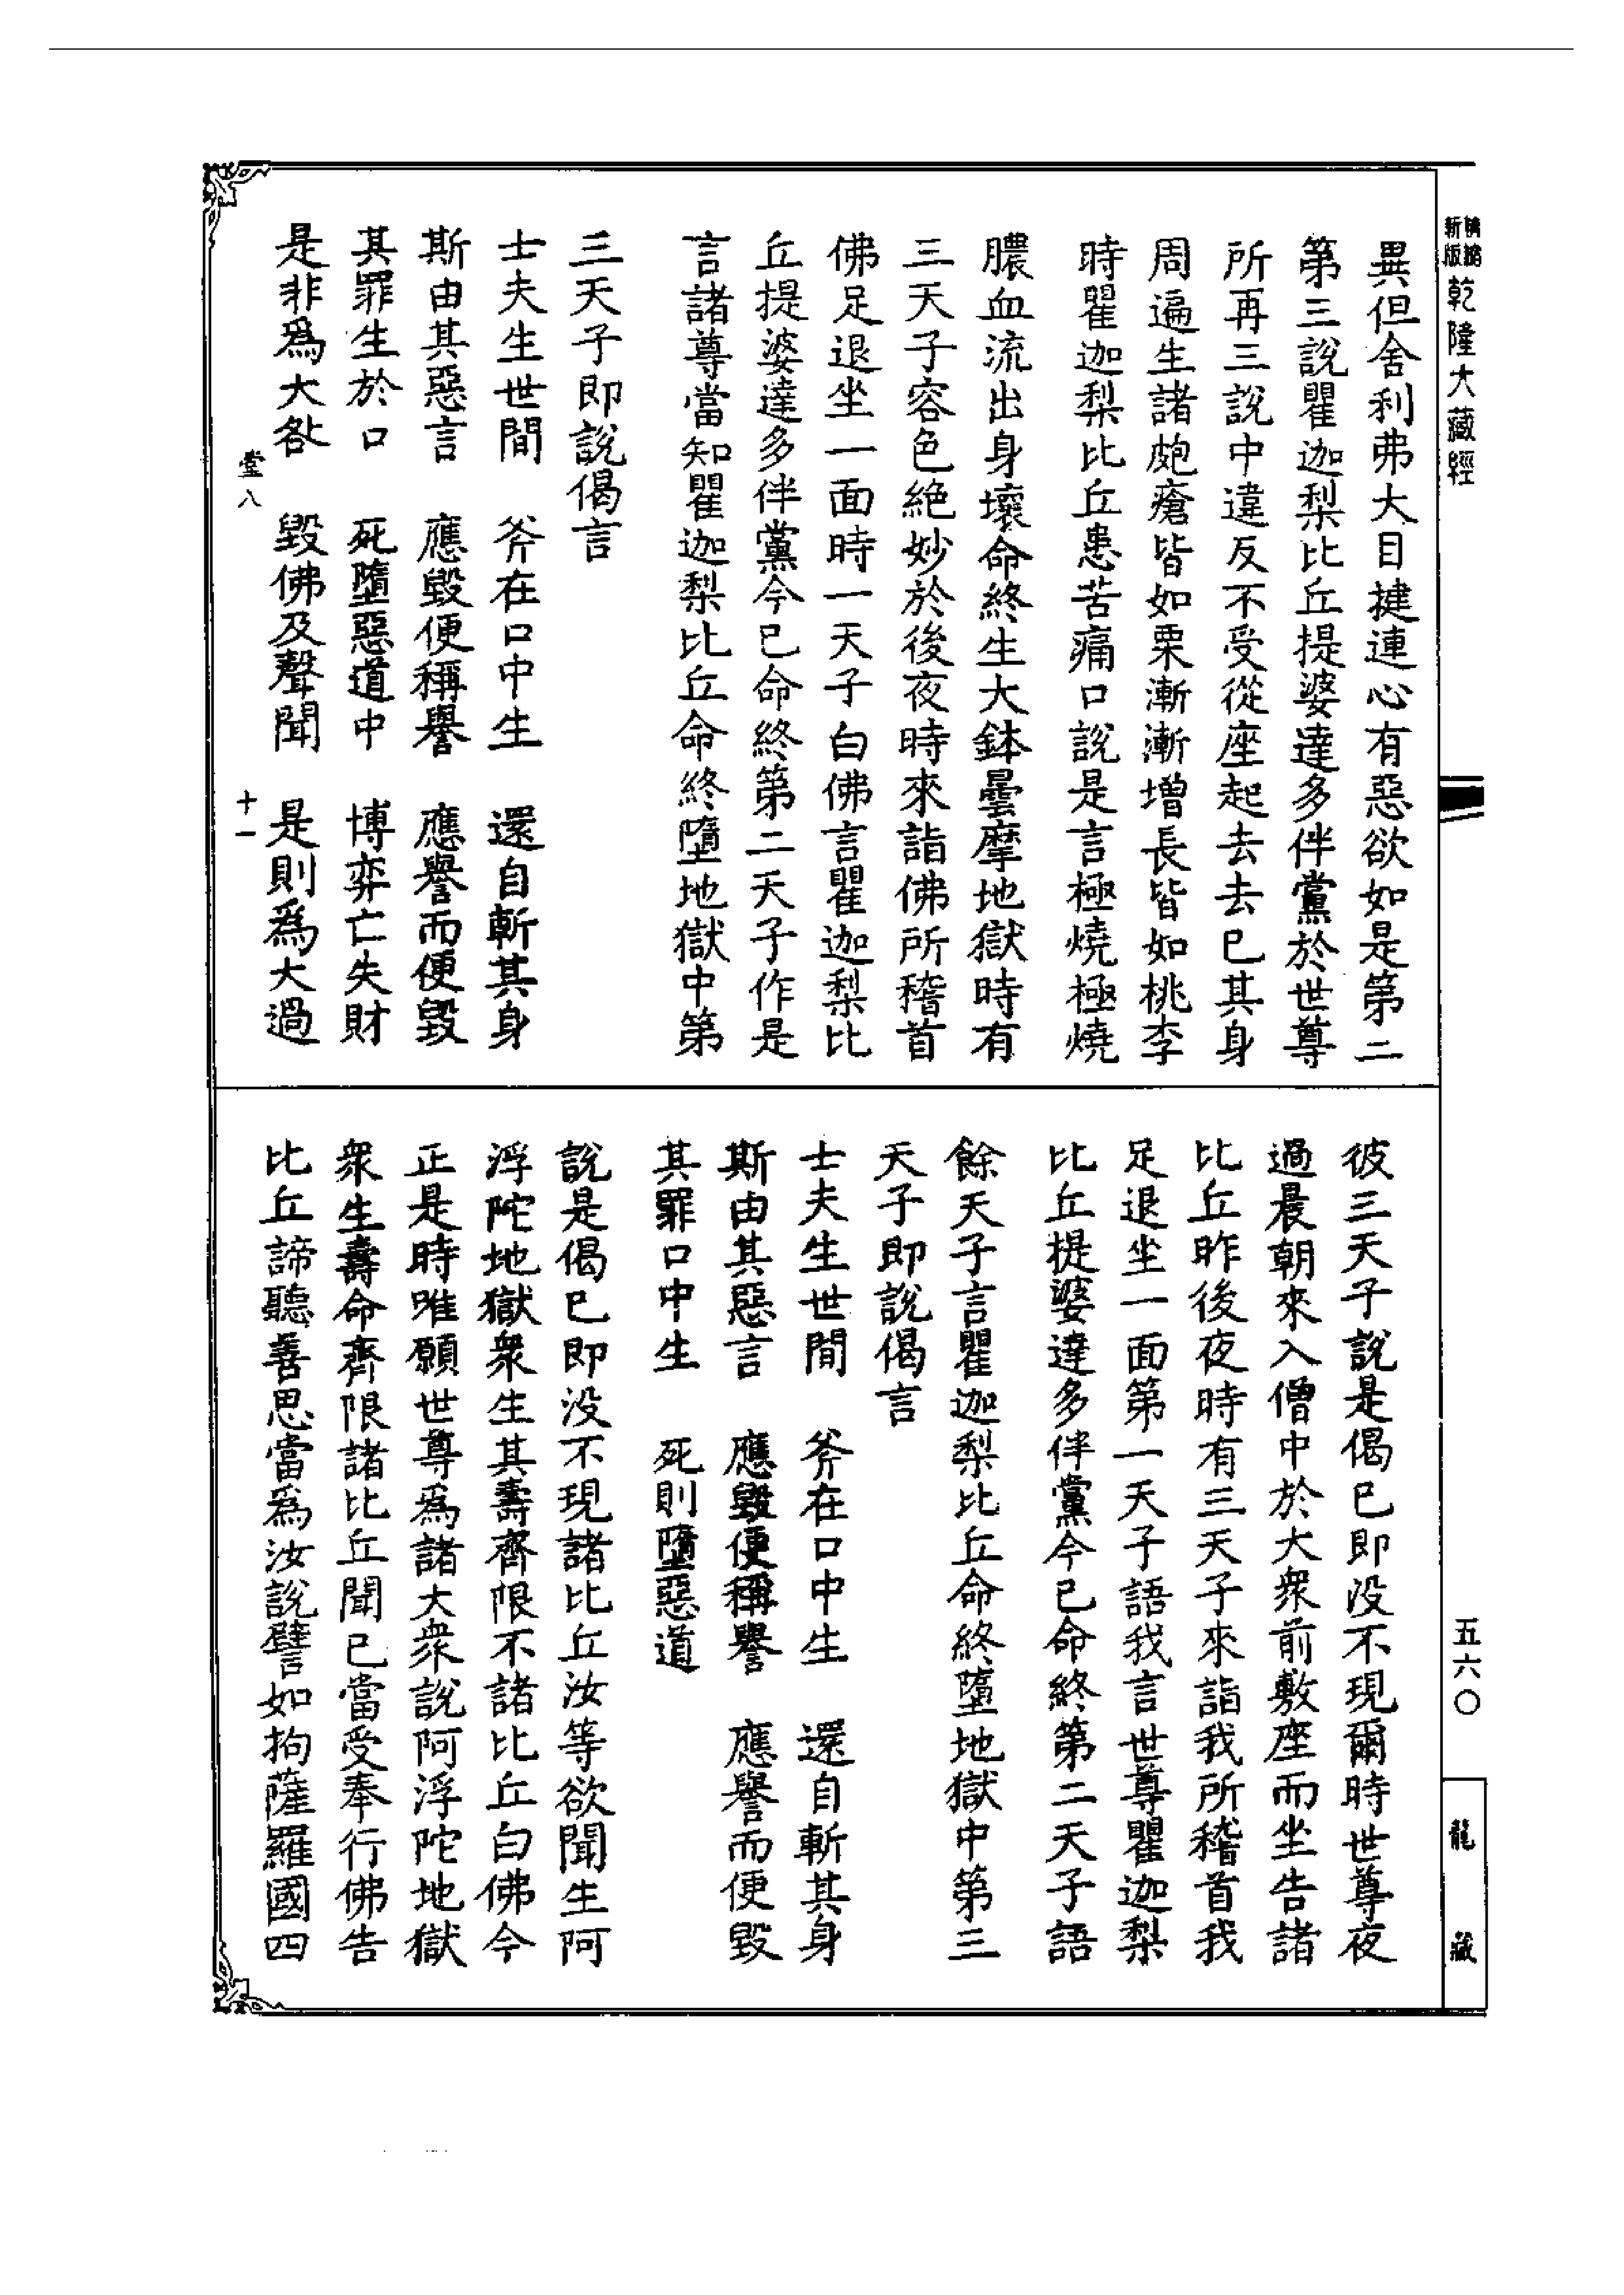 新版
乾隆大藏經
異但舍利弗大目揵連心有惡欲如是第二
第三說瞿迦梨比丘提婆達多伴黨於世尊
所再三說中違反不受從座起去去已其身
周遍生諸皰瘡皆如栗漸漸增長皆如桃李
時瞿迦梨比丘患苦痛口說是言極燒極燒
膿血流出身壞命終生大鉢曇摩地獄時有
三天子容色絕妙於後夜時來詣佛所稽首
佛足退坐一面時一天子白佛言瞿迦梨比
丘提婆達多伴黨今已命終第二天子作是
言諸尊當知瞿迦梨比丘命終墮地獄中第
三天子即說偈言
士夫生世間　斧在口中生　還自斬其身
斯由其惡言　應毀便稱譽　應譽而便毀
其罪生於口　死墮惡道中　博弈亡失財
是非爲大咎　毀佛及聲聞　是則爲大過
堂八　十一
彼三天子說是偈已即没不現爾時世尊夜
過晨朝來入僧中於大衆前敷座而坐告諸
比丘昨後夜時有三天子來詣我所稽首我
足退坐一面第一天子語我言世尊瞿迦梨
比丘提婆達多伴黨今已命終第二天子語
餘天子言瞿迦梨比丘命終墮地獄中第三
天子即說偈言
士夫生世間　斧在口中生　還自斬其身
斯由其惡言　應毀便稱譽　應譽而便毀
其罪口中生　死則墮惡道
說是偈已即没不現諸比丘汝等欲聞生阿
浮陀地獄衆生其壽齊限不諸比丘白佛今
正是時唯願世尊爲諸大衆說阿浮陀地獄
衆生壽命齊限諸比丘聞已當受奉行佛告
比丘諦聽善思當爲汝說譬如拘薩羅國四
五六〇
龍藏